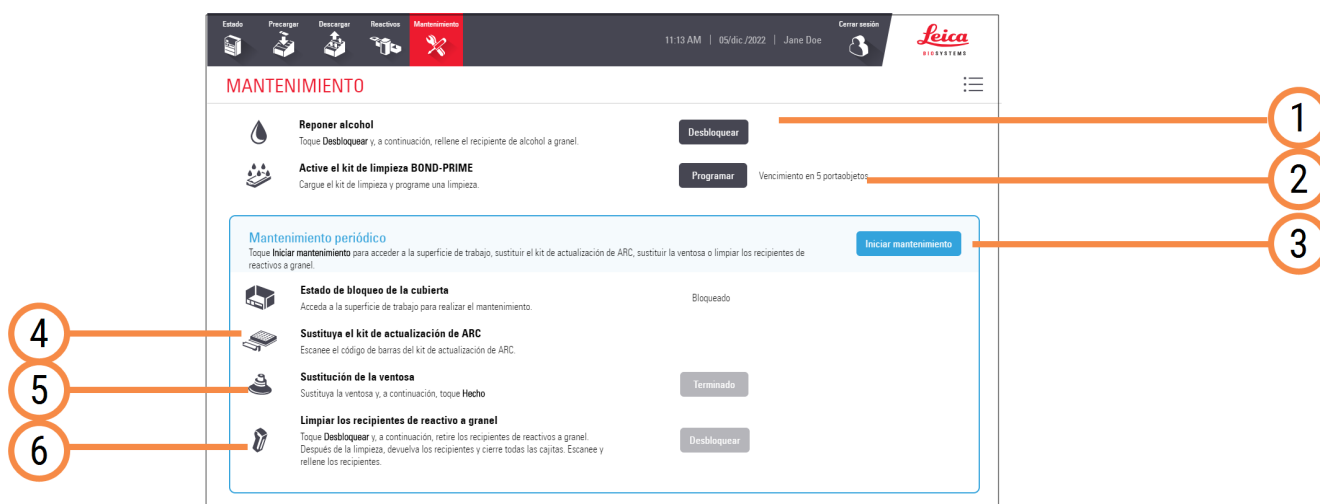 Estado Precargar Descargar Reactivos Mantenimiento
11:13 AM | 05/dic./2022 | Jane Doe
Cerrar sesión
Leica
BIOSYSTEMS
MANTENIMIENTO
Reponer alcohol
Toque Desbloquear y, a continuación, rellene el recipiente de alcohol a granel.
Desbloquear
1
Active el kit de limpieza BOND-PRIME
Cargue el kit de limpieza y programe una limpieza.
Programar
Vencimiento en 5 portaobjetos
2
Mantenimiento periódico
Toque Iniciar mantenimiento para acceder a la superficie de trabajo, sustituir el kit de actualización de ARC, sustituir la ventosa o limpiar los recipientes de
reactivos a granel.
Iniciar mantenimiento
3
Estado de bloqueo de la cubierta
Acceda a la superficie de trabajo para realizar el mantenimiento.
Bloqueado
4
Sustituya el kit de actualización de ARC
Escanee el código de barras del kit de actualización de ARC.
5
Sustitución de la ventosa
Sustituya la ventosa y, a continuación, toque Hecho
Terminado
6
Limpiar los recipientes de reactivo a granel
Toque Desbloquear y, a continuación, retire los recipientes de reactivos a granel.
Después de la limpieza, devuelva los recipientes y cierre todas las cajitas. Escanee y
rellene los recipientes.
Desbloquear